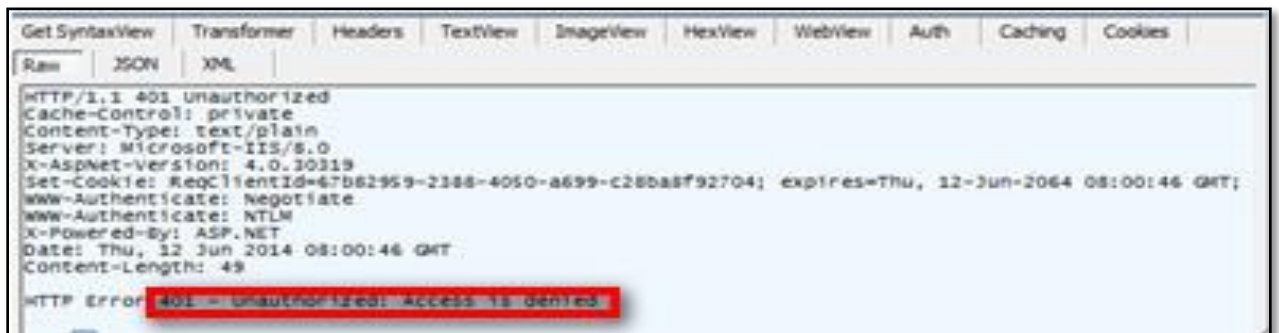 Get SyntaxView Transformer Headers TextView ImageView HexView WebView Auth Caching Cookies
Raw JSON XML
HTTP/1.1 401 Unauthorized
Cache-Control: private
Content-Type: text/plain
Server: Microsoft-IIS/8.0
X-AspNet-Version: 4.0.30319
Set-Cookie: ReqClientId=67b82959-2388-4050-a699-c28ba8f92704; expires=Thu, 12-Jun-2064 08:00:46 GMT;
WWW-Authenticate: Negotiate
WWW-Authenticate: NTLM
X-Powered-By: ASP.NET
Date: Thu, 12 Jun 2014 08:00:46 GMT
Content-Length: 49
HTTP Error 401 - Unauthorized: Access is denied